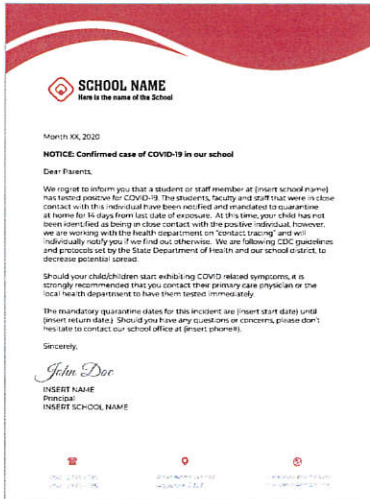 SCHOOL NAME
Here is the name of the School
Month XX, 2020
NOTICE: Confirmed case of COVID-19 in our school
Dear Parents,
We regret to inform you that a student or staff member at (insert school name)
has tested positive for COVID-19. The students, faculty and staff that were in close
contact with this individual have been notified and mandated to quarantine
at home for 14 days from last date of exposure. At this time, your child has not
been identified as being in close contact with the positive individual, however,
we are working with the health department on "contact tracing" and will
individually notify you if we find out otherwise. We are following CDC guidelines
and protocols set by the State Department of Health and our school district, to
decrease potential spread.
Should your child/children start exhibiting COVID related symptoms, it is
strongly recommended that you contact their primary care physician or the
local health department to have them tested immediately.
The mandatory quarantine dates for this incident are (insert start date) until
(insert return date.) Should you have any questions or concerns, please don't
hesitate to contact our school office at (insert phone#).
Sincerely,
John Doe
INSERT NAME
Principal
INSERT SCHOOL NAME